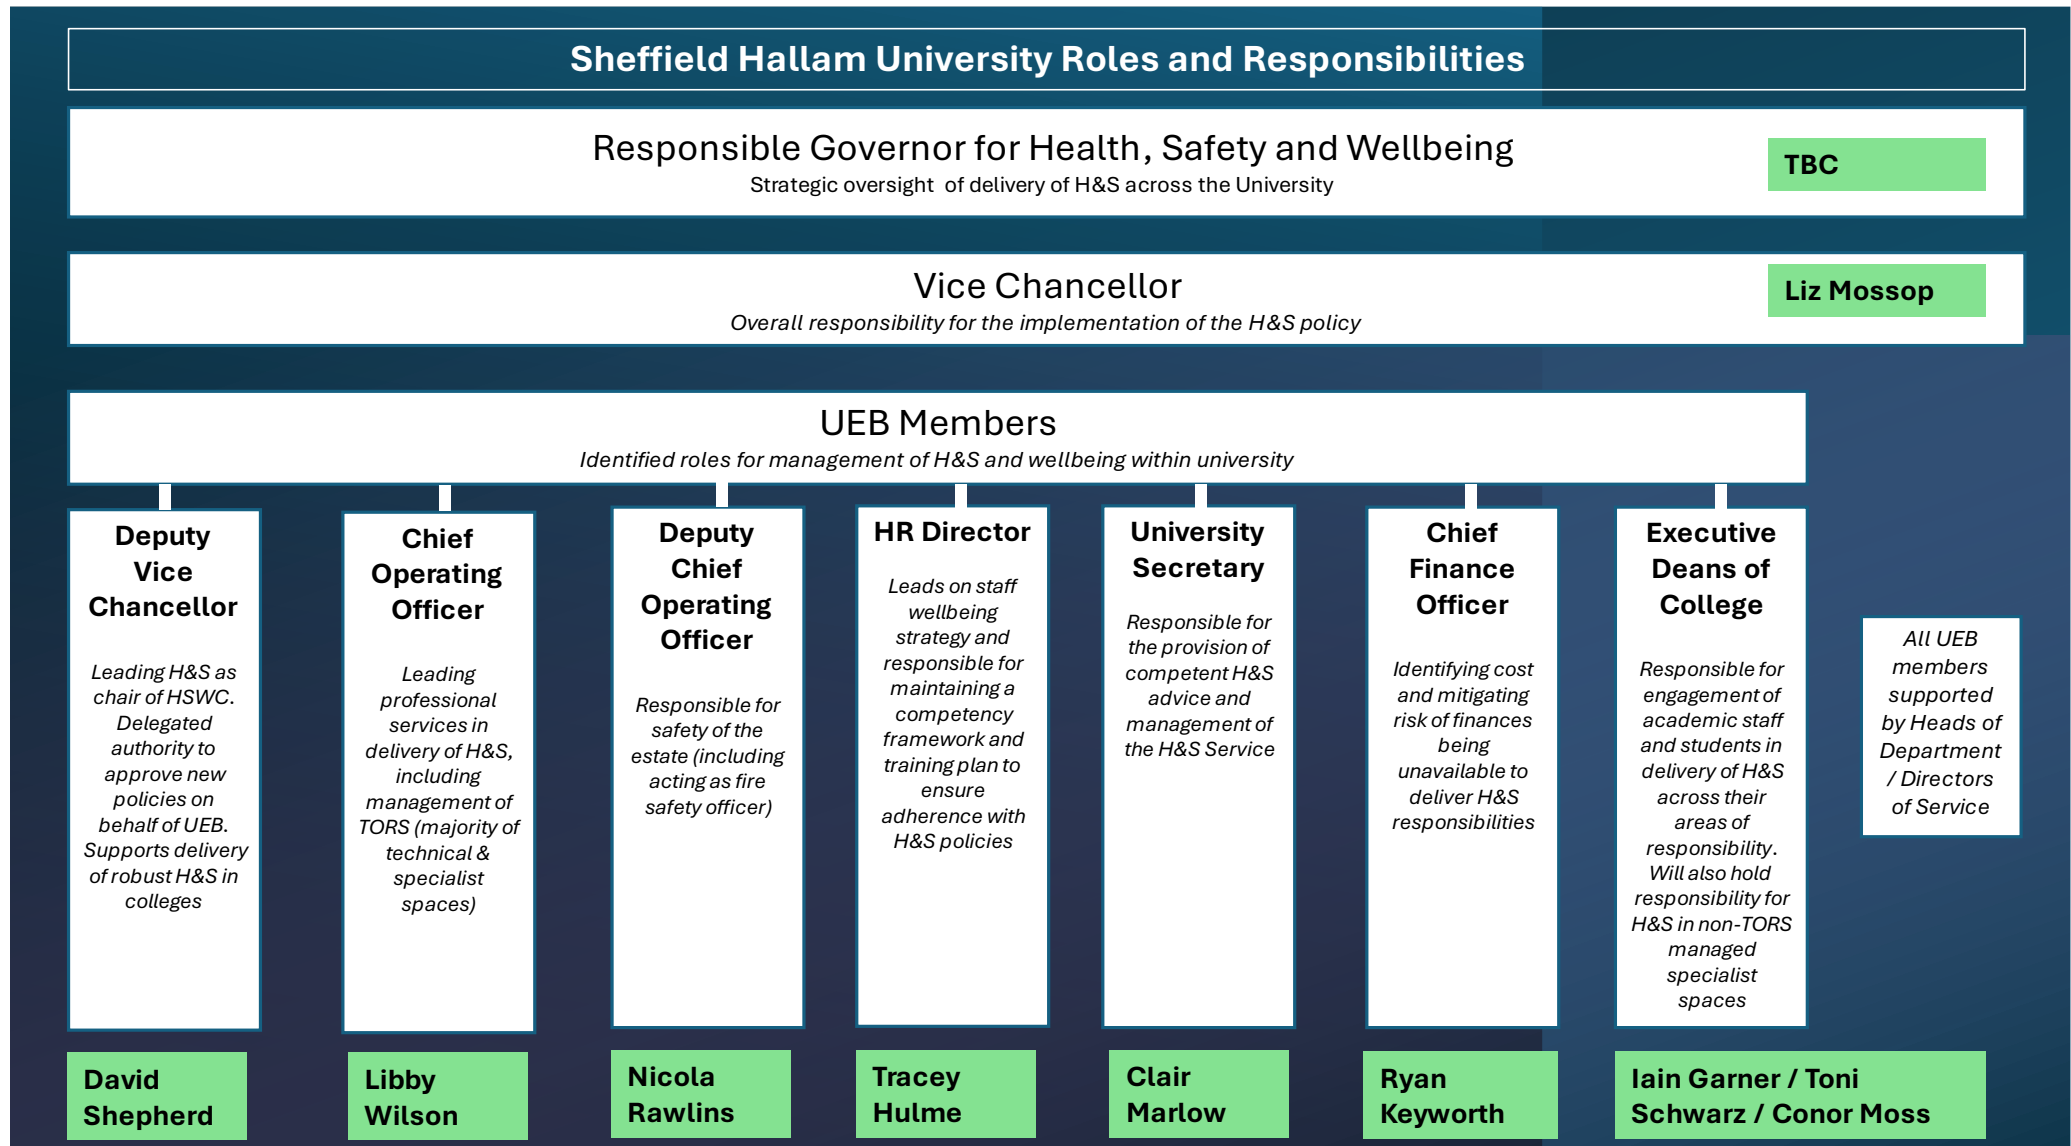 Sheffield Hallam University Roles and Responsibilities
Responsible Governor for Health, Safety and Wellbeing
Strategic oversight of delivery of H&S across the University
TBC
Vice Chancellor
Overall responsibility for the implementation of the H&S policy
Liz Mossop
UEB Members
Identified roles for management of H&S and wellbeing within university
Deputy
Vice
Chancellor
Leading H&S as
chair of HSWC.
Delegated
authority to
approve new
policies on
behalf of UEB.
Supports delivery
of robust H&S in
colleges
David
Shepherd
Chief
Operating
Officer
Leading
professional
services in
delivery of H&S,
including
management of
TORS (majority of
technical &
specialist
spaces)
Libby
Wilson
Deputy
Chief
Operating
Officer
Responsible for
safety of the
estate (including
acting as fire
safety officer)
Nicola
Rawlins
HR Director
Leads on staff
wellbeing
strategy and
responsible for
maintaining a
competency
framework and
training plan to
ensure
adherence with
H&S policies
Tracey
Hulme
University
Secretary
Responsible for
the provision of
competent H&S
advice and
management of
the H&S Service
Clair
Marlow
Chief
Finance
Officer
Identifying cost
and mitigating
risk of finances
being
unavailable to
deliver H&S
responsibilities
Ryan
Keyworth
Executive
Deans of
College
Responsible for
engagement of
academic staff
and students in
delivery of H&S
across their
areas of
responsibility.
Will also hold
responsibility for
H&S in non-TORS
managed
specialist
spaces
Iain Garner / Toni
Schwarz / Conor Moss
All UEB
members
supported
by Heads of
Department
/ Directors
of Service